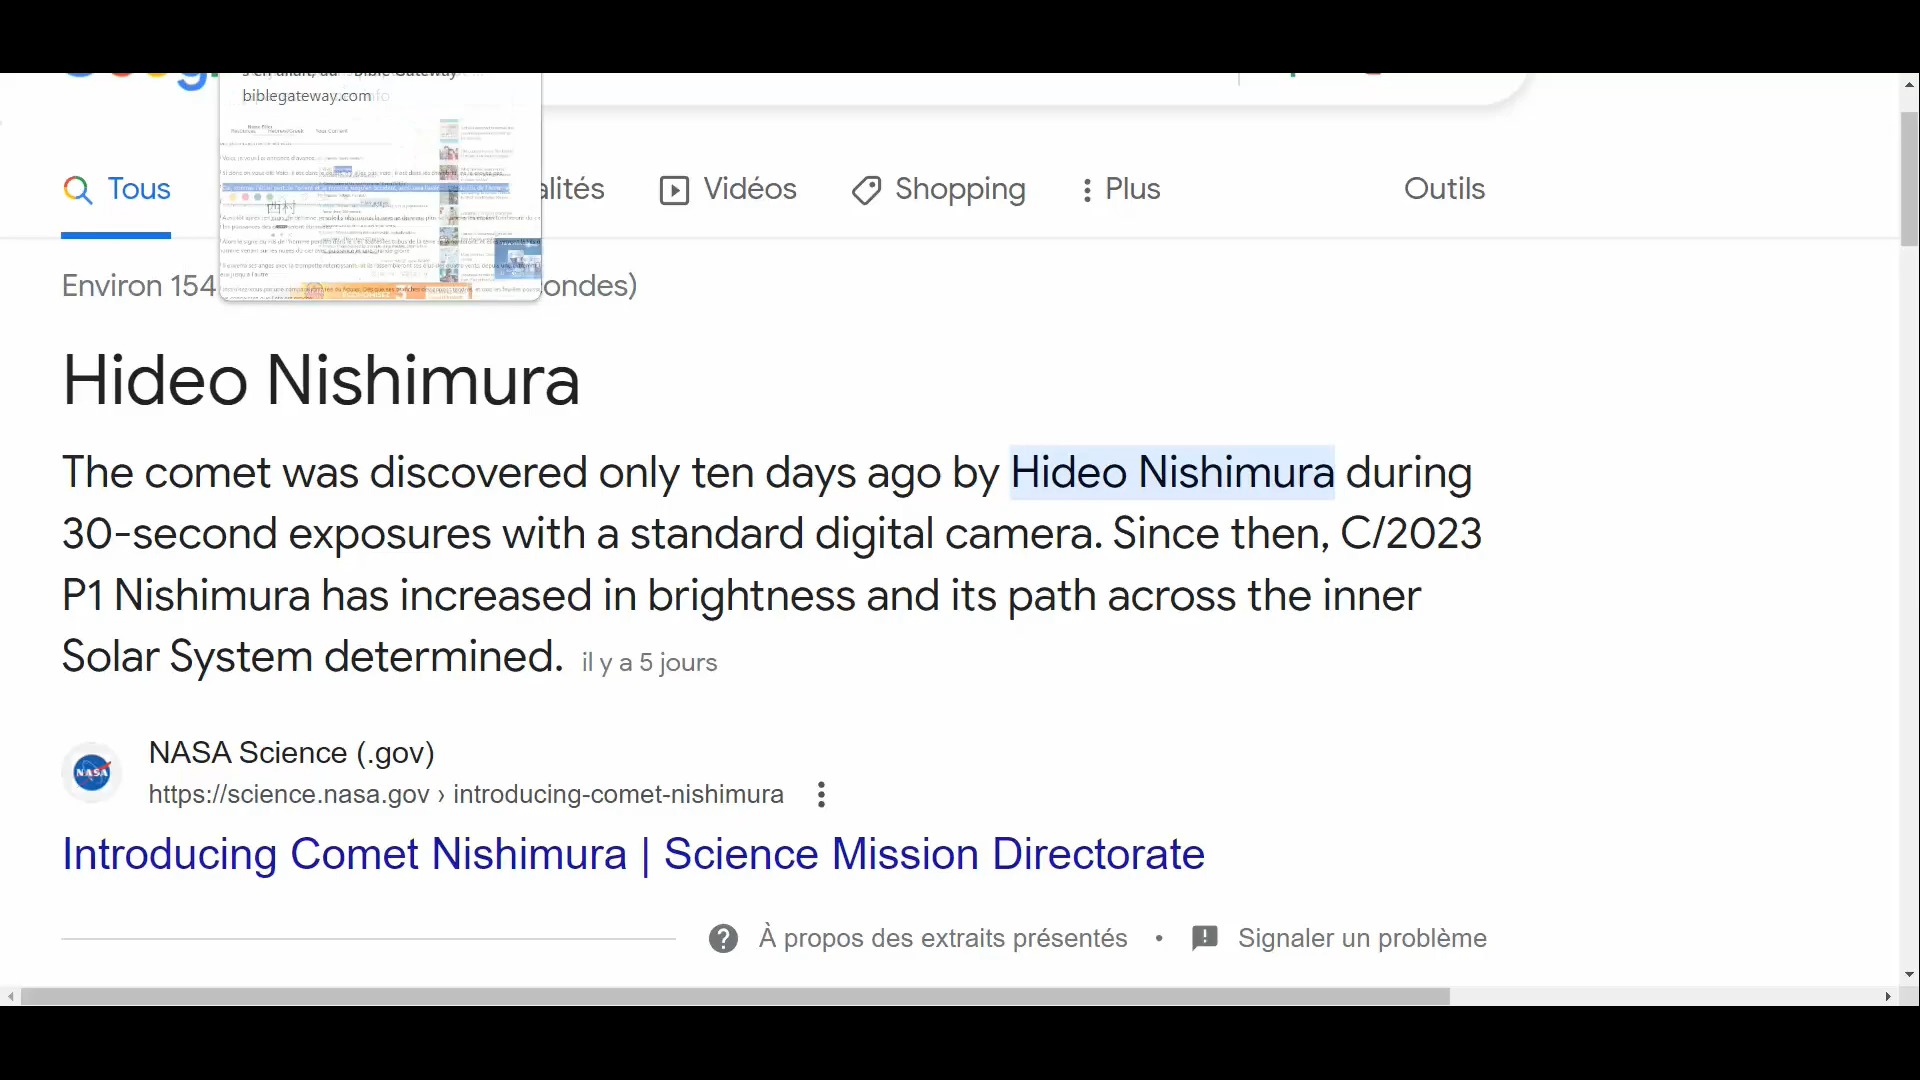 biblegateway.com
Tous
alités
Vidéos
Shopping
Plus
Outils
西村
Environ 154
ondes)
Hideo Nishimura
The comet was discovered only ten days ago by Hideo Nishimura during
30-second exposures with a standard digital camera. Since then, C/2023
P1 Nishimura has increased in brightness and its path across the inner
Solar System determined. il y a 5 jours
NASA
NASA Science (.gov)
https://science.nasa.gov › introducing-comet-nishimura
Introducing Comet Nishimura | Science Mission Directorate
À propos des extraits présentés • Signaler un problème